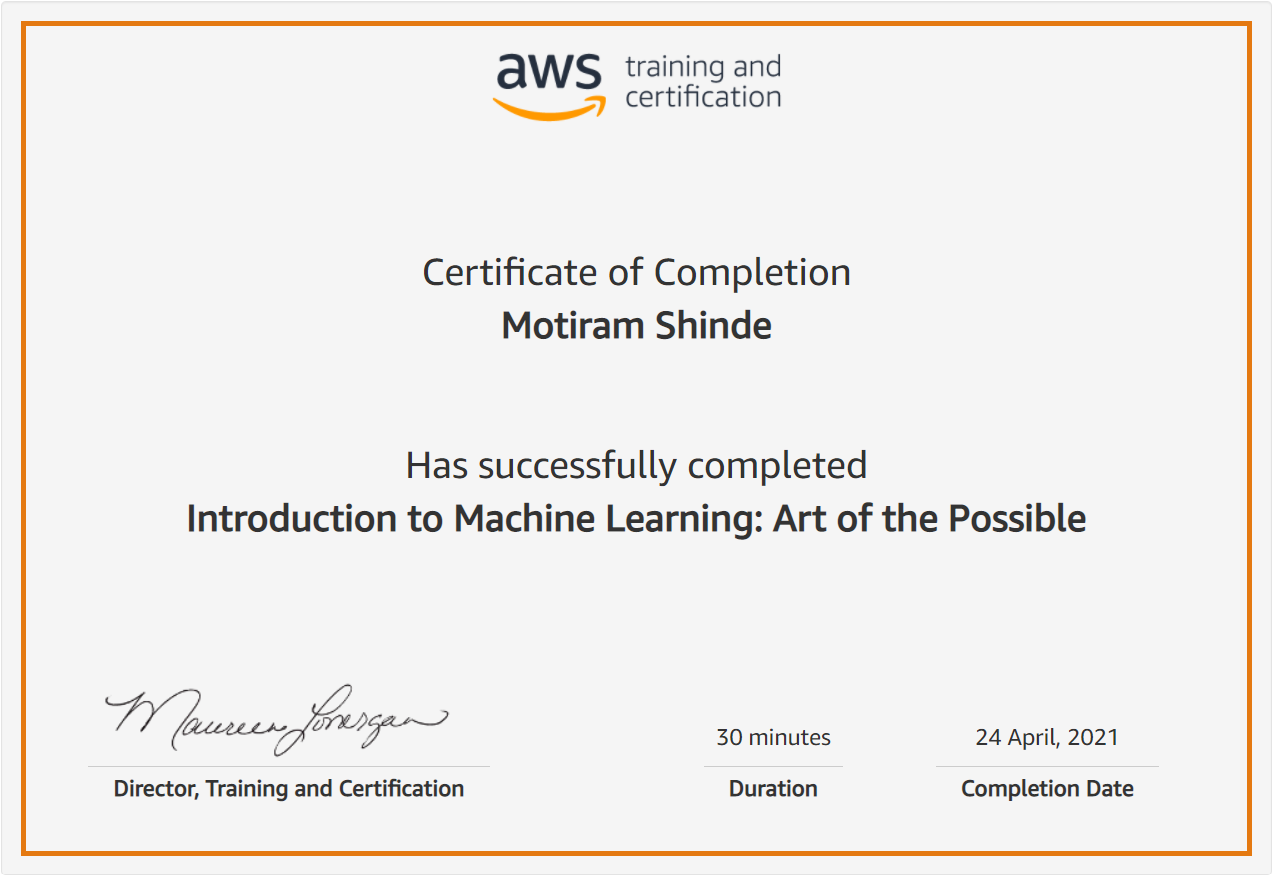 aws training and
certification
Certificate of Completion
Motiram Shinde
Has successfully completed
Introduction to Machine Learning: Art of the Possible
Maureen Lonergan
Director, Training and Certification
30 minutes
Duration
24 April, 2021
Completion Date